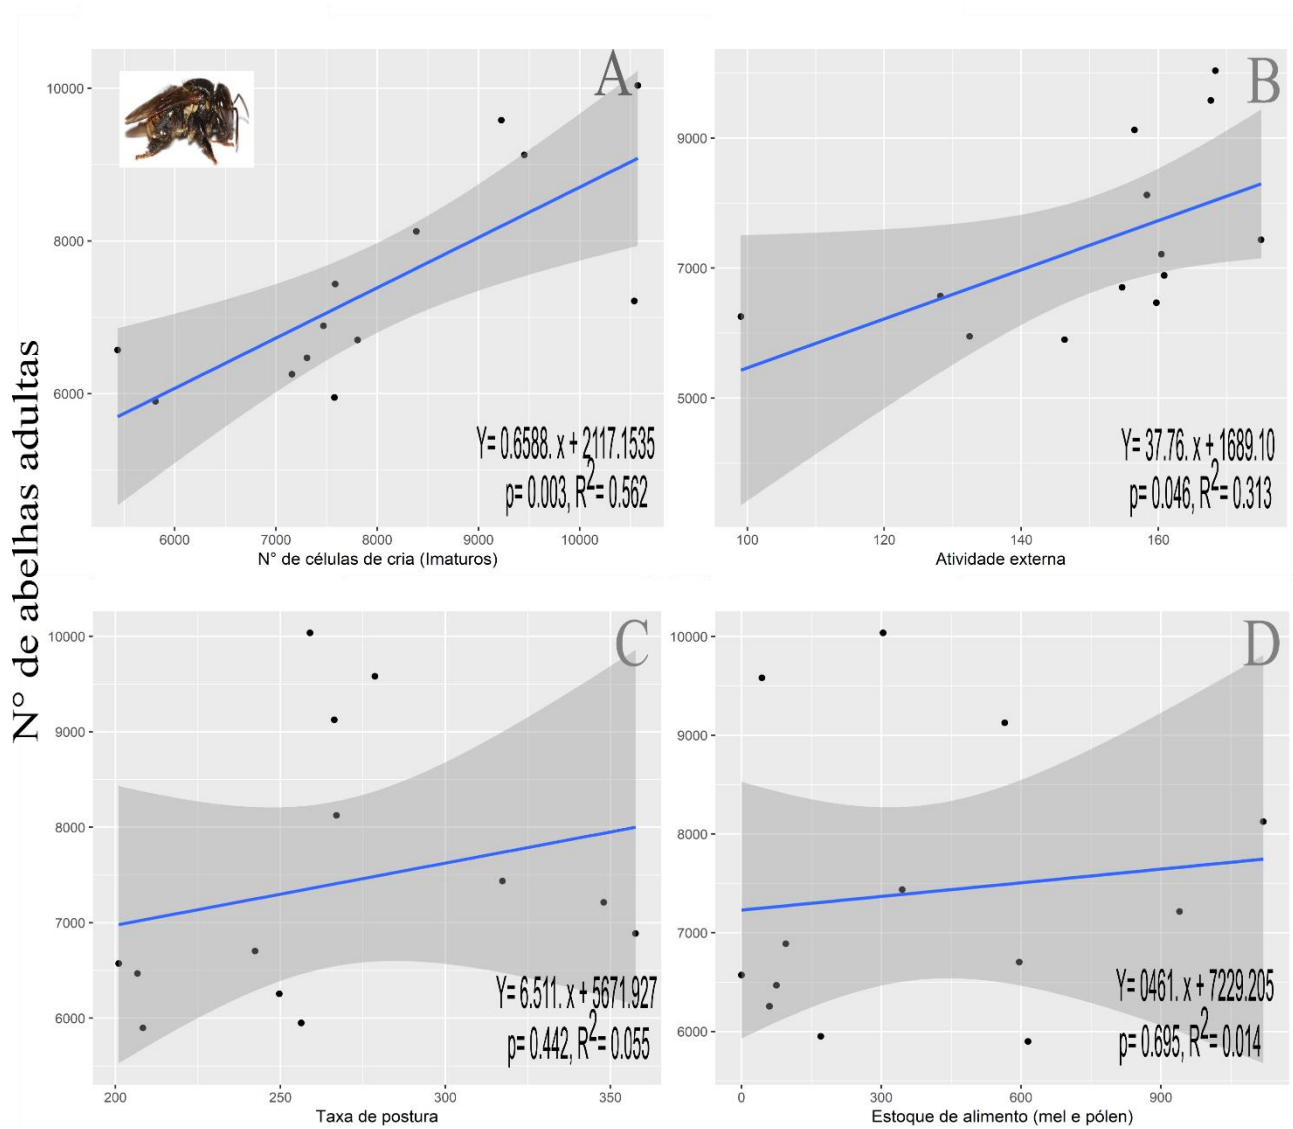 N° de abelhas adultas
A
10000
8000
6000
Y= 0.6588. x + 2117.1535
p= 0.003, R2= 0.562
6000 7000 8000 9000 10000
N° de células de cria (Imaturos)
B
9000
7000
5000
Y= 37.76. x + 1689.10
p= 0.046, R2= 0.313
100 120 140 160
Atividade externa
C
10000
9000
8000
7000
6000
Y= 6.511. x + 5671.927
p= 0.442, R2= 0.055
200 250 300 350
Taxa de postura
D
10000
9000
8000
7000
6000
Y= 0461. x + 7229.205
p= 0.695, R2= 0.014
0 300 600 900
Estoque de alimento (mel e pólen)